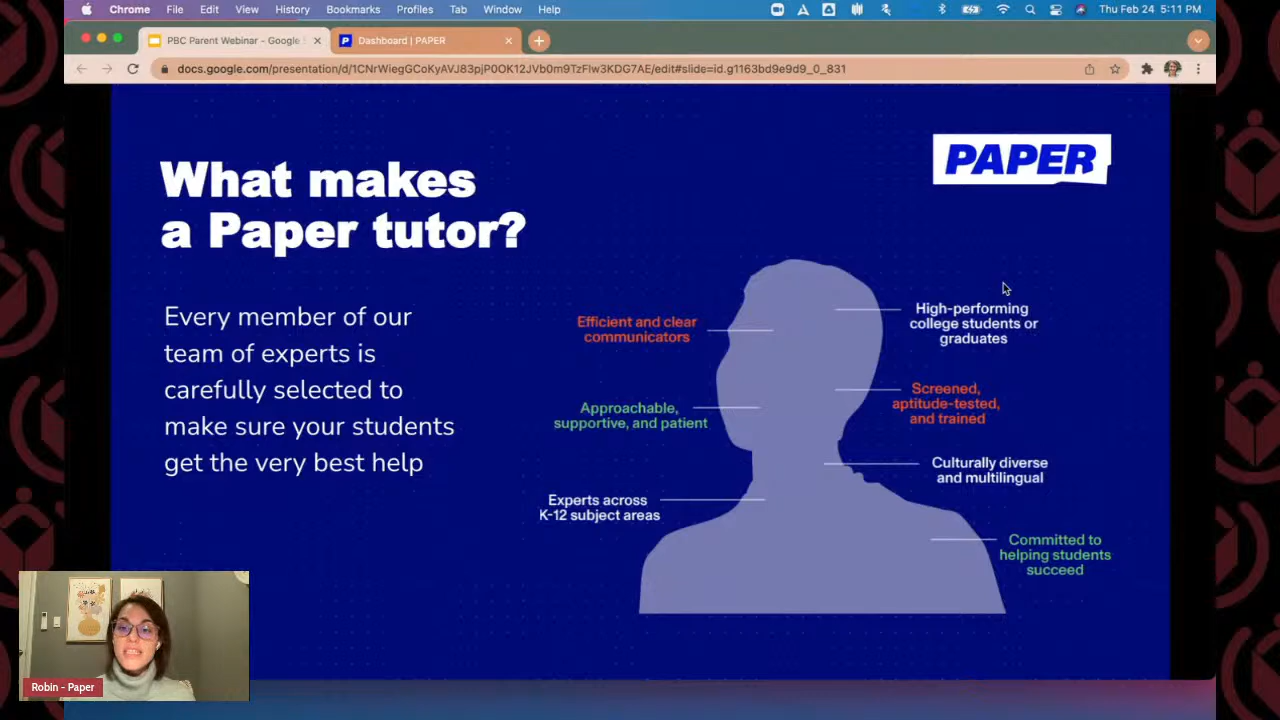 Chrome File Edit View History Bookmarks Profiles Tab Window Help Thu Feb 24 5:11 PM
PBC Parent Webinar - Google S
Dashboard | PAPER
docs.google.com/presentation/d/1CNrWiegGCoKyAVJ83pjP0OK12JVb0m9TzFlw3KDG7AE/edit#slide=id.g1163bd9e9d9_0_831
PAPER
What makes
a Paper tutor?
Every member of our
team of experts is
carefully selected to
make sure your students
get the very best help
Efficient and clear
communicators
Approachable,
supportive, and patient
Experts across
K-12 subject areas
High-performing
college students or
graduates
Screened,
aptitude-tested,
and trained
Culturally diverse
and multilingual
Committed to
helping students
succeed
Robin - Paper